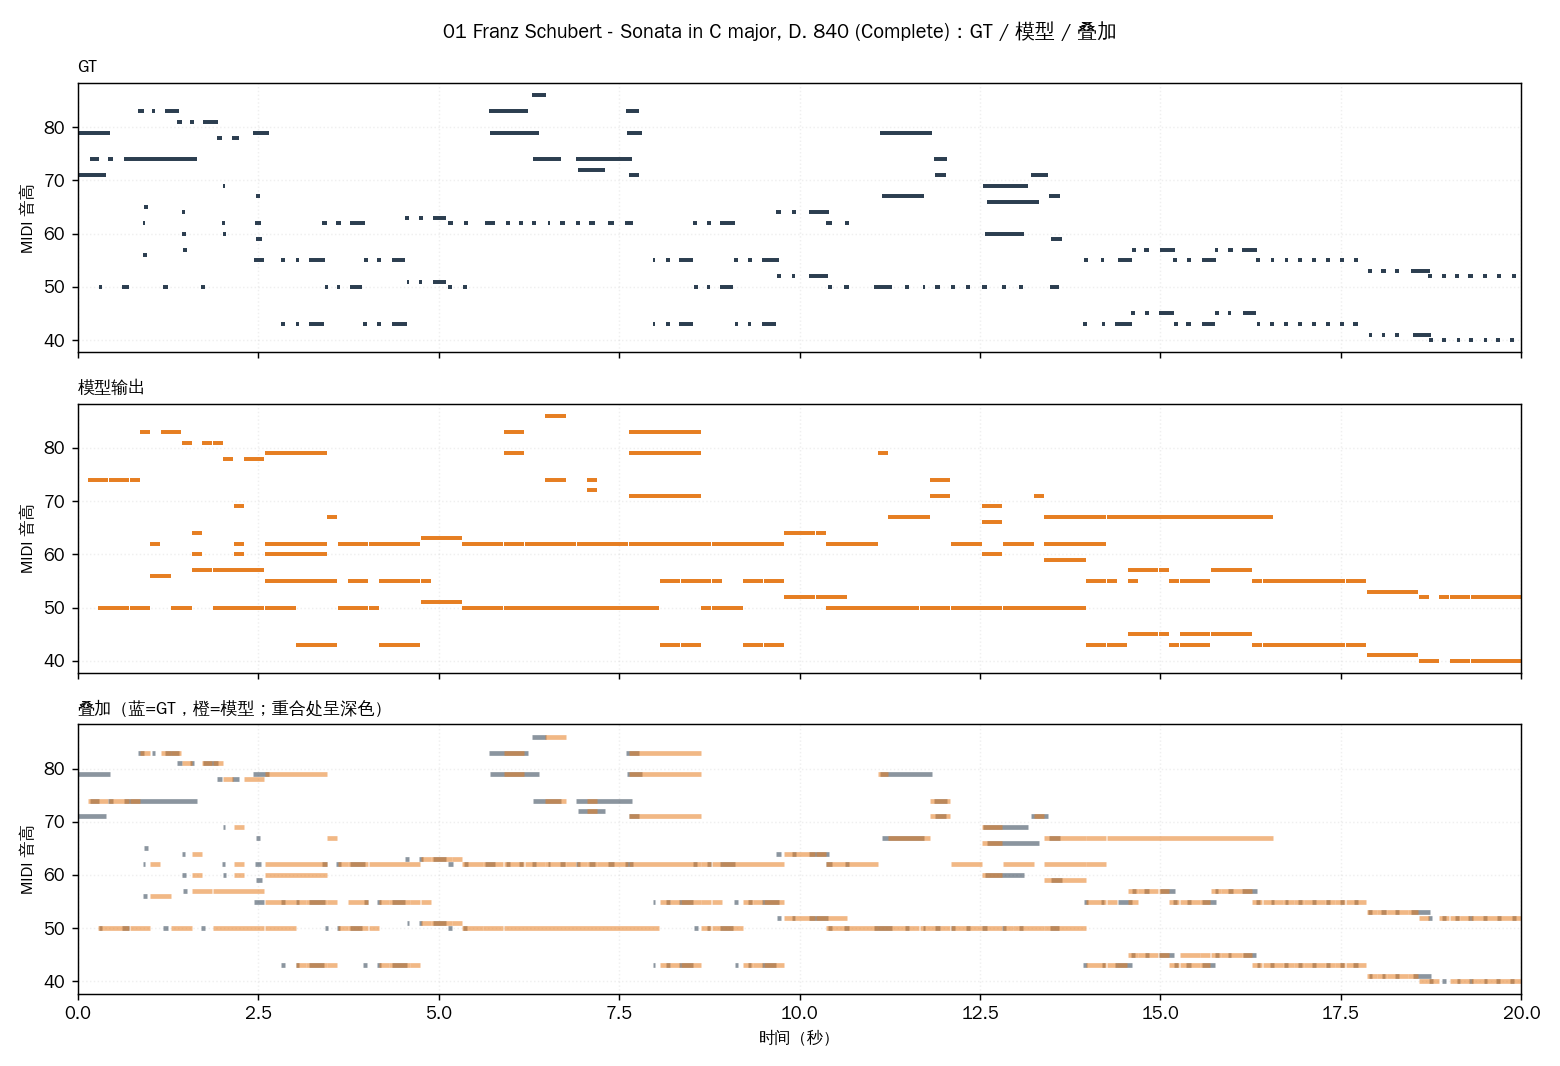 01 Franz Schubert - Sonata in C major, D. 840 (Complete) : GT / 模型 / 叠加
GT
MIDI 音高
80
70
60
50
40
模型输出
MIDI 音高
80
70
60
50
40
叠加（蓝=GT，橙=模型；重合处呈深色）
MIDI 音高
80
70
60
50
40
0.0 2.5 5.0 7.5 10.0 12.5 15.0 17.5 20.0
时间（秒）